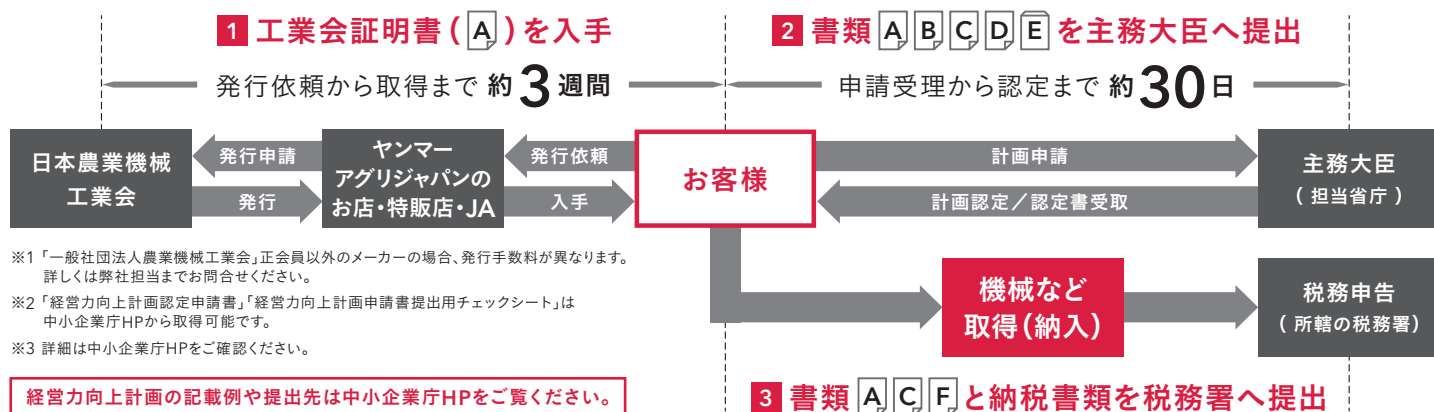 1 工業会証明書(A)を入手
2 書類 A B C D E を主務大臣へ提出
発行依頼から取得まで 約3週間
申請受理から認定まで 約30日
日本農業機械
工業会
発行申請
発行
ヤンマー
アグリジャパンの
お店・特販店・JA
発行依頼
入手
お客様
計画申請
計画認定/認定書受取
主務大臣
(担当省庁)
※1「一般社団法人農業機械工業会」正会員以外のメーカーの場合、発行手数料が異なります。
詳しくは弊社担当までお問合せください。
※2「経営力向上計画認定申請書」「経営力向上計画申請書提出用チェックシート」は
中小企業庁HPから取得可能です。
※3 詳細は中小企業庁HPをご確認ください。
機械など
取得(納入)
税務申告
(所轄の税務署)
経営力向上計画の記載例や提出先は中小企業庁HPをご覧ください。
3 書類 A C F と納税書類を税務署へ提出